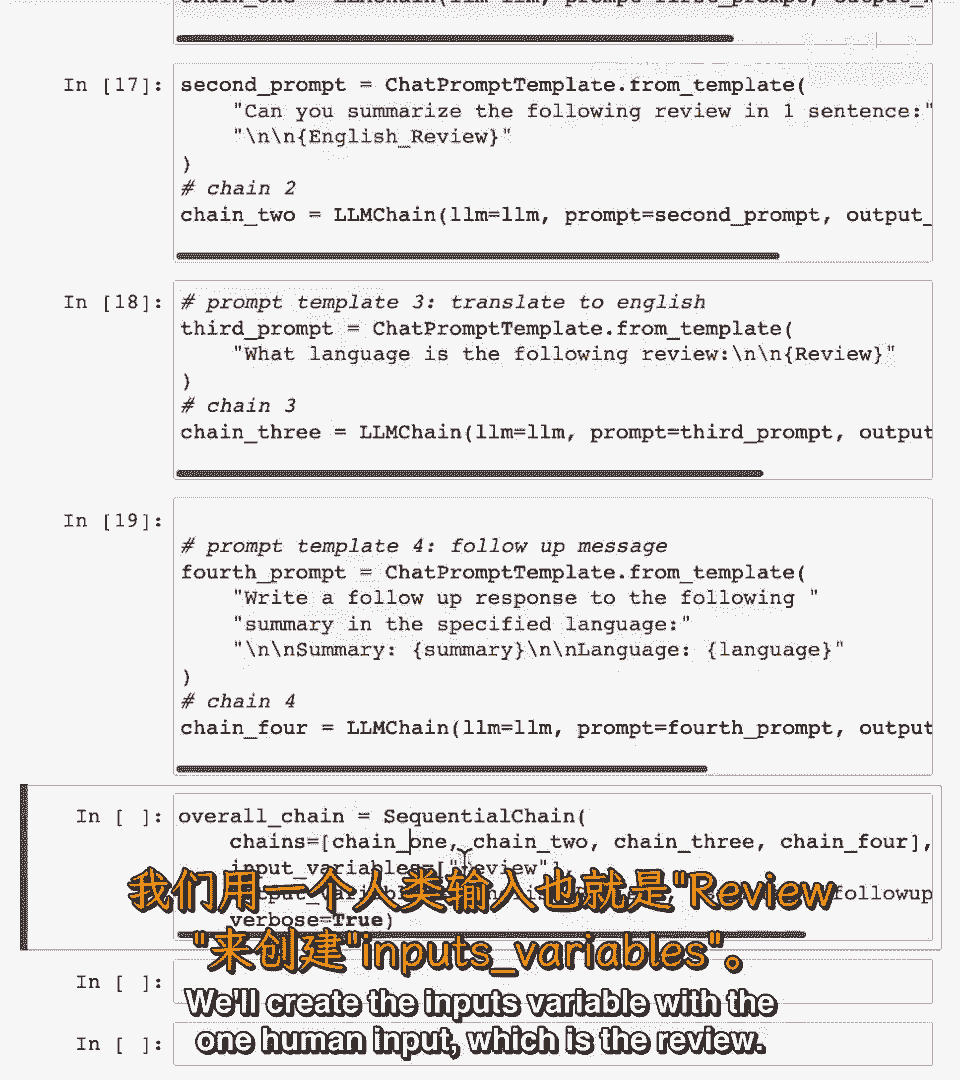 In [17]: second_prompt = ChatPromptTemplate.from_template(
"Can you summarize the following review in 1 sentence:"
"\n\n{English_Review}"
)
# chain 2
chain_two = LLMChain(llm=llm, prompt=second_prompt, output_
In [18]: # prompt template 3: translate to english
third_prompt = ChatPromptTemplate.from_template(
"What language is the following review:\n\n{Review}"
)
# chain 3
chain_three = LLMChain(llm=llm, prompt=third_prompt, output
In [19]:
# prompt template 4: follow up message
fourth_prompt = ChatPromptTemplate.from_template(
"Write a follow up response to the following "
"summary in the specified language:"
"\n\nSummary: {summary}\n\nLanguage: {language}"
)
# chain 4
chain_four = LLMChain(llm=llm, prompt=fourth_prompt, output
In [ ]: overall_chain = SequentialChain(
chains=[chain_one, chain_two, chain_three, chain_four],
input_variables=["Review"],
followup
verbose=True)
我们用一个人类输入也就是"Review
"来创建"inputs_variables"。
In [ ]:
We'll create the inputs variable with the
one human input, which is the review.
In [ ]: